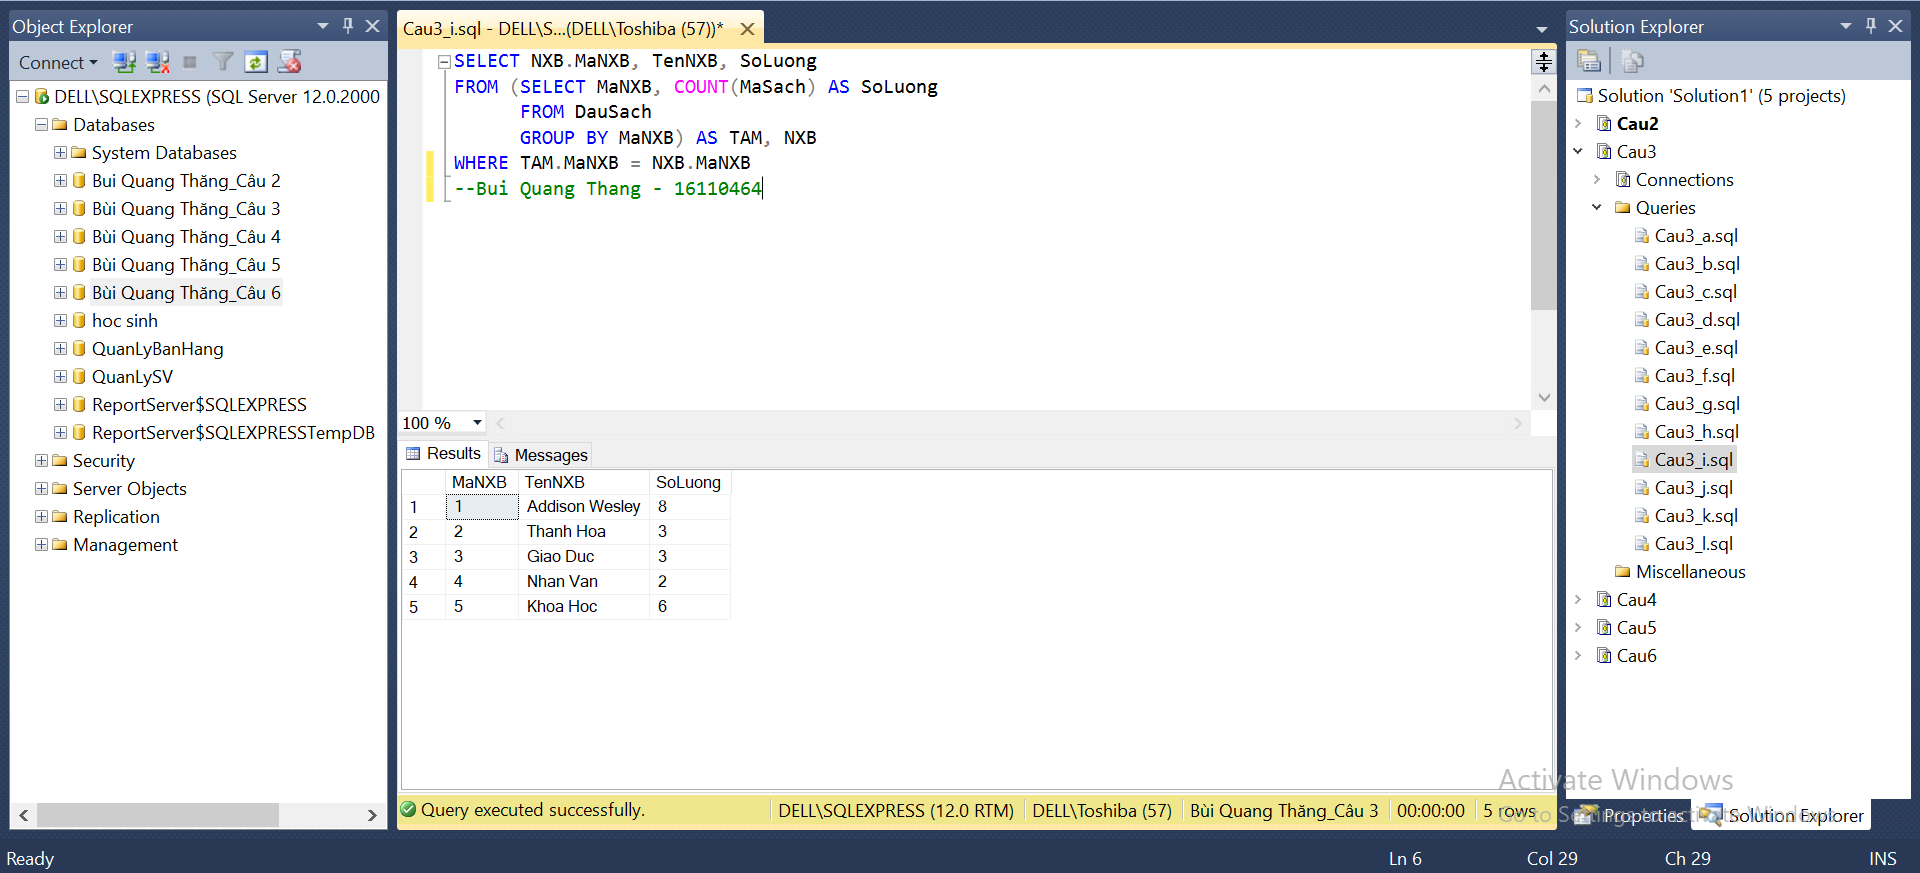 Object Explorer
Connect
DELL\SQLEXPRESS (SQL Server 12.0.2000
Databases
System Databases
Bui Quang Thăng_Câu 2
Bùi Quang Thăng_Câu 3
Bùi Quang Thăng_Câu 4
Bùi Quang Thăng_Câu 5
Bùi Quang Thăng_Câu 6
hoc sinh
QuanLyBanHang
QuanLySV
ReportServer$SQLEXPRESS
ReportServer$SQLEXPRESSTempDB
Security
Server Objects
Replication
Management
Cau3_i.sql - DELL\S...(DELL\Toshiba (57))*
SELECT NXB.MaNXB, TenNXB, SoLuong
FROM (SELECT MaNXB, COUNT(MaSach) AS SoLuong
FROM DauSach
GROUP BY MaNXB) AS TAM, NXB
WHERE TAM.MaNXB = NXB.MaNXB
--Bui Quang Thang - 16110464
100 %
Results Messages
MaNXB TenNXB SoLuong
1 1 Addison Wesley 8
2 2 Thanh Hoa 3
3 3 Giao Duc 3
4 4 Nhan Van 2
5 5 Khoa Hoc 6
Query executed successfully. DELL\SQLEXPRESS (12.0 RTM) DELL\Toshiba (57) Bùi Quang Thăng_Câu 3 00:00:00 5 rows
Solution Explorer
Solution 'Solution1' (5 projects)
Cau2
Cau3
Connections
Queries
Cau3_a.sql
Cau3_b.sql
Cau3_c.sql
Cau3_d.sql
Cau3_e.sql
Cau3_f.sql
Cau3_g.sql
Cau3_h.sql
Cau3_i.sql
Cau3_j.sql
Cau3_k.sql
Cau3_l.sql
Miscellaneous
Cau4
Cau5
Cau6
Activate Windows
Go to Settings to activate Windows.
Properties Solution Explorer
Ready Ln 6 Col 29 Ch 29 INS